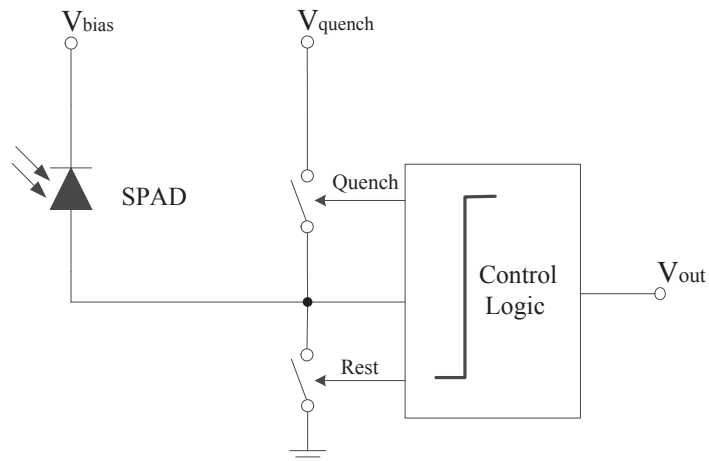 Vbias
Vquench
Quench
SPAD
Control
Logic
Vout
Rest